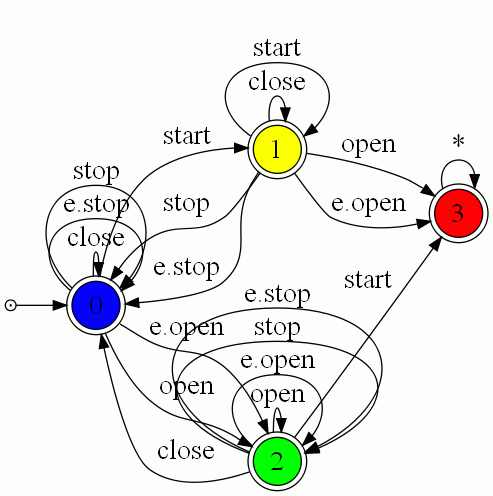 start
close
1
start
open
*
stop
stop
e.stop
e.open
3
close
e.stop
0
e.stop
start
e.open
stop
open
e.open
open
close
2